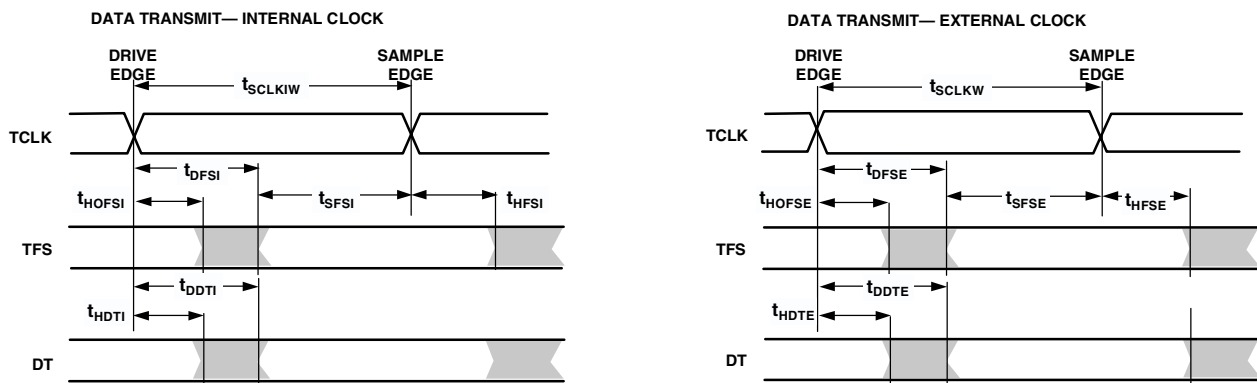 DATA TRANSMIT— INTERNAL CLOCK
DRIVE
EDGE
SAMPLE
EDGE
tSCLKIW
TCLK
tDFSI
tHOFSI
tSFSI
tHFSI
TFS
tDDTI
tHDTI
DT
DATA TRANSMIT— EXTERNAL CLOCK
DRIVE
EDGE
SAMPLE
EDGE
tSCLKW
TCLK
tDFSE
tHOFSE
tSFSE
tHFSE
TFS
tDDTE
tHDTE
DT